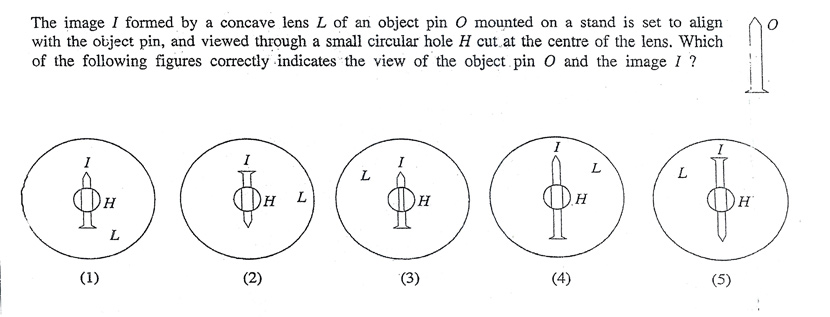 The image I formed by a concave lens L of an object pin O mounted on a stand is set to align
with the object pin, and viewed through a small circular hole H cut at the centre of the lens. Which
of the following figures correctly indicates the view of the object pin O and the image I ?
O
I
H
L
(1)
I
H L
(2)
I
L
H
(3)
I
L
H
(4)
I
L
H
(5)